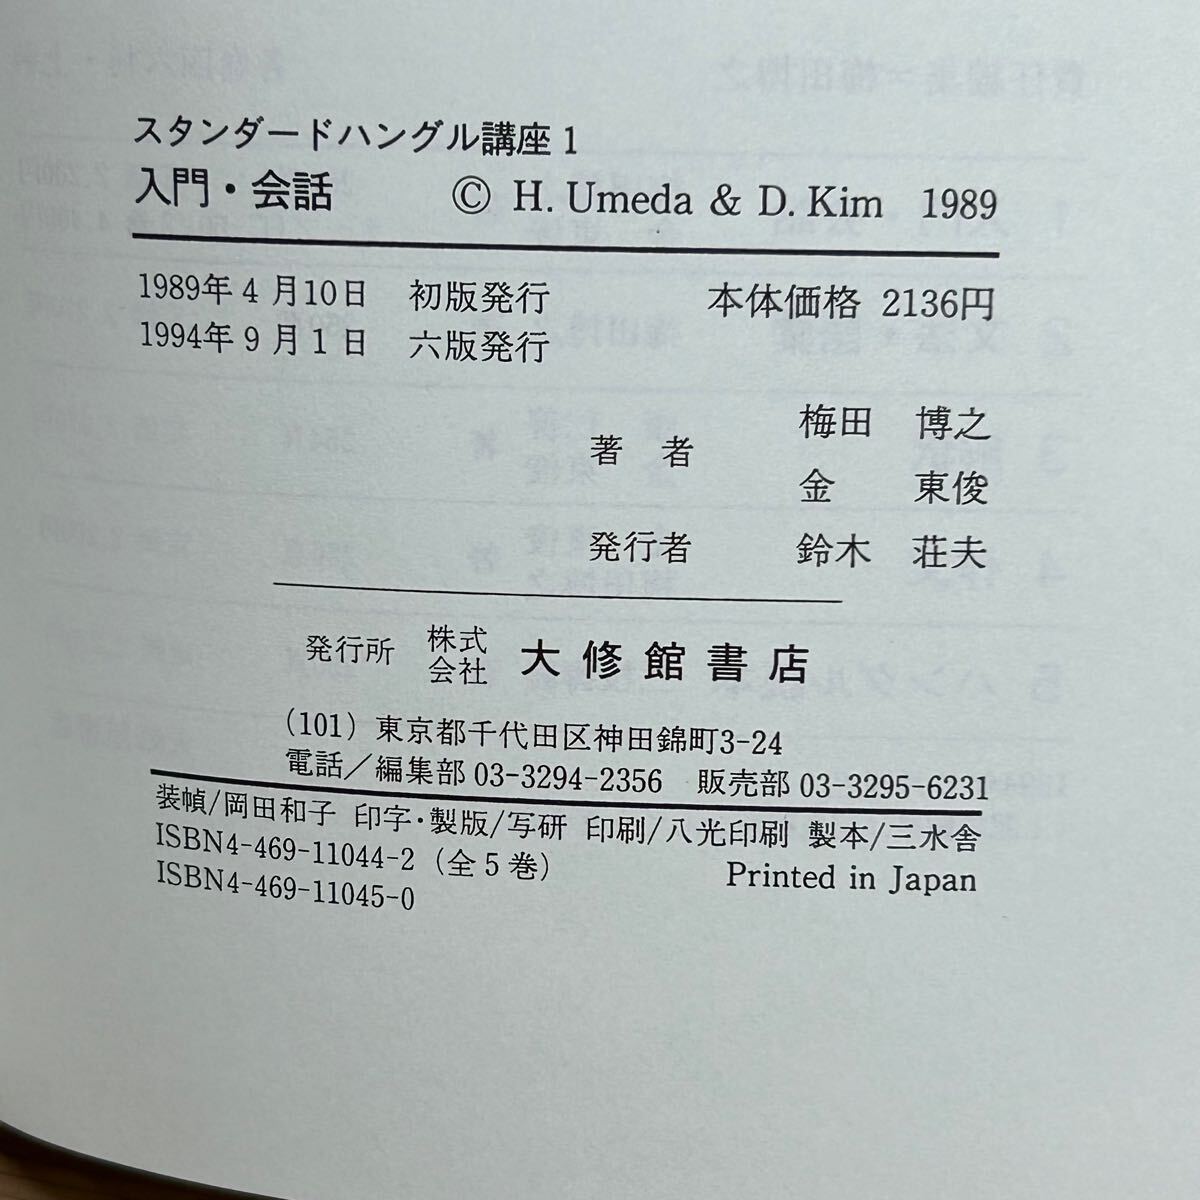 スタンダードハングル講座 1
入門・会話 © H. Umeda & D. Kim 1989
1989年4月10日 初版発行 本体価格 2136円
1994年9月1日 六版発行
著者 梅田 博之
金 東俊
発行者 鈴木 荘夫
発行所 株式会社 大修館書店
(101) 東京都千代田区神田錦町3-24
電話/編集部 03-3294-2356 販売部 03-3295-6231
装幀/岡田和子 印字・製版/写研 印刷/八光印刷 製本/三水舎
ISBN4-469-11044-2 (全5巻)
ISBN4-469-11045-0 Printed in Japan